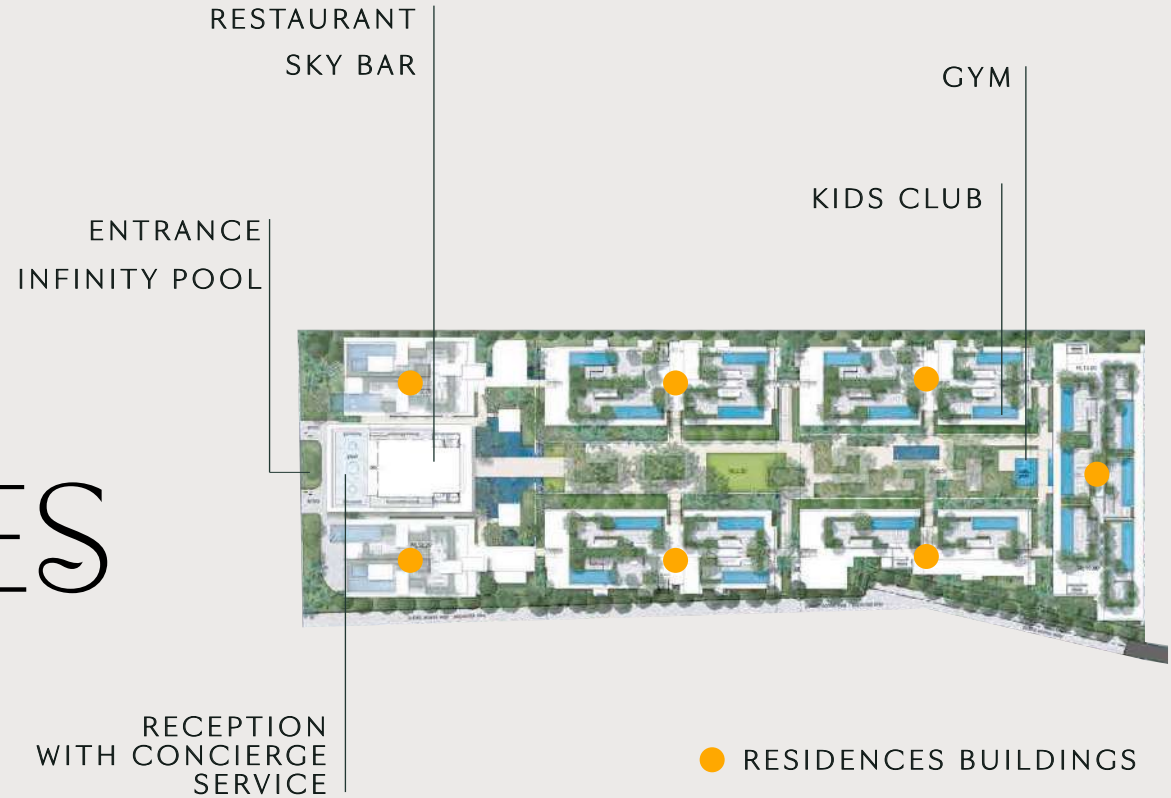 RESTAURANT
SKY BAR
GYM
KIDS CLUB
ENTRANCE
INFINITY POOL
ES
RECEPTION
WITH CONCIERGE
SERVICE
RESIDENCES BUILDINGS